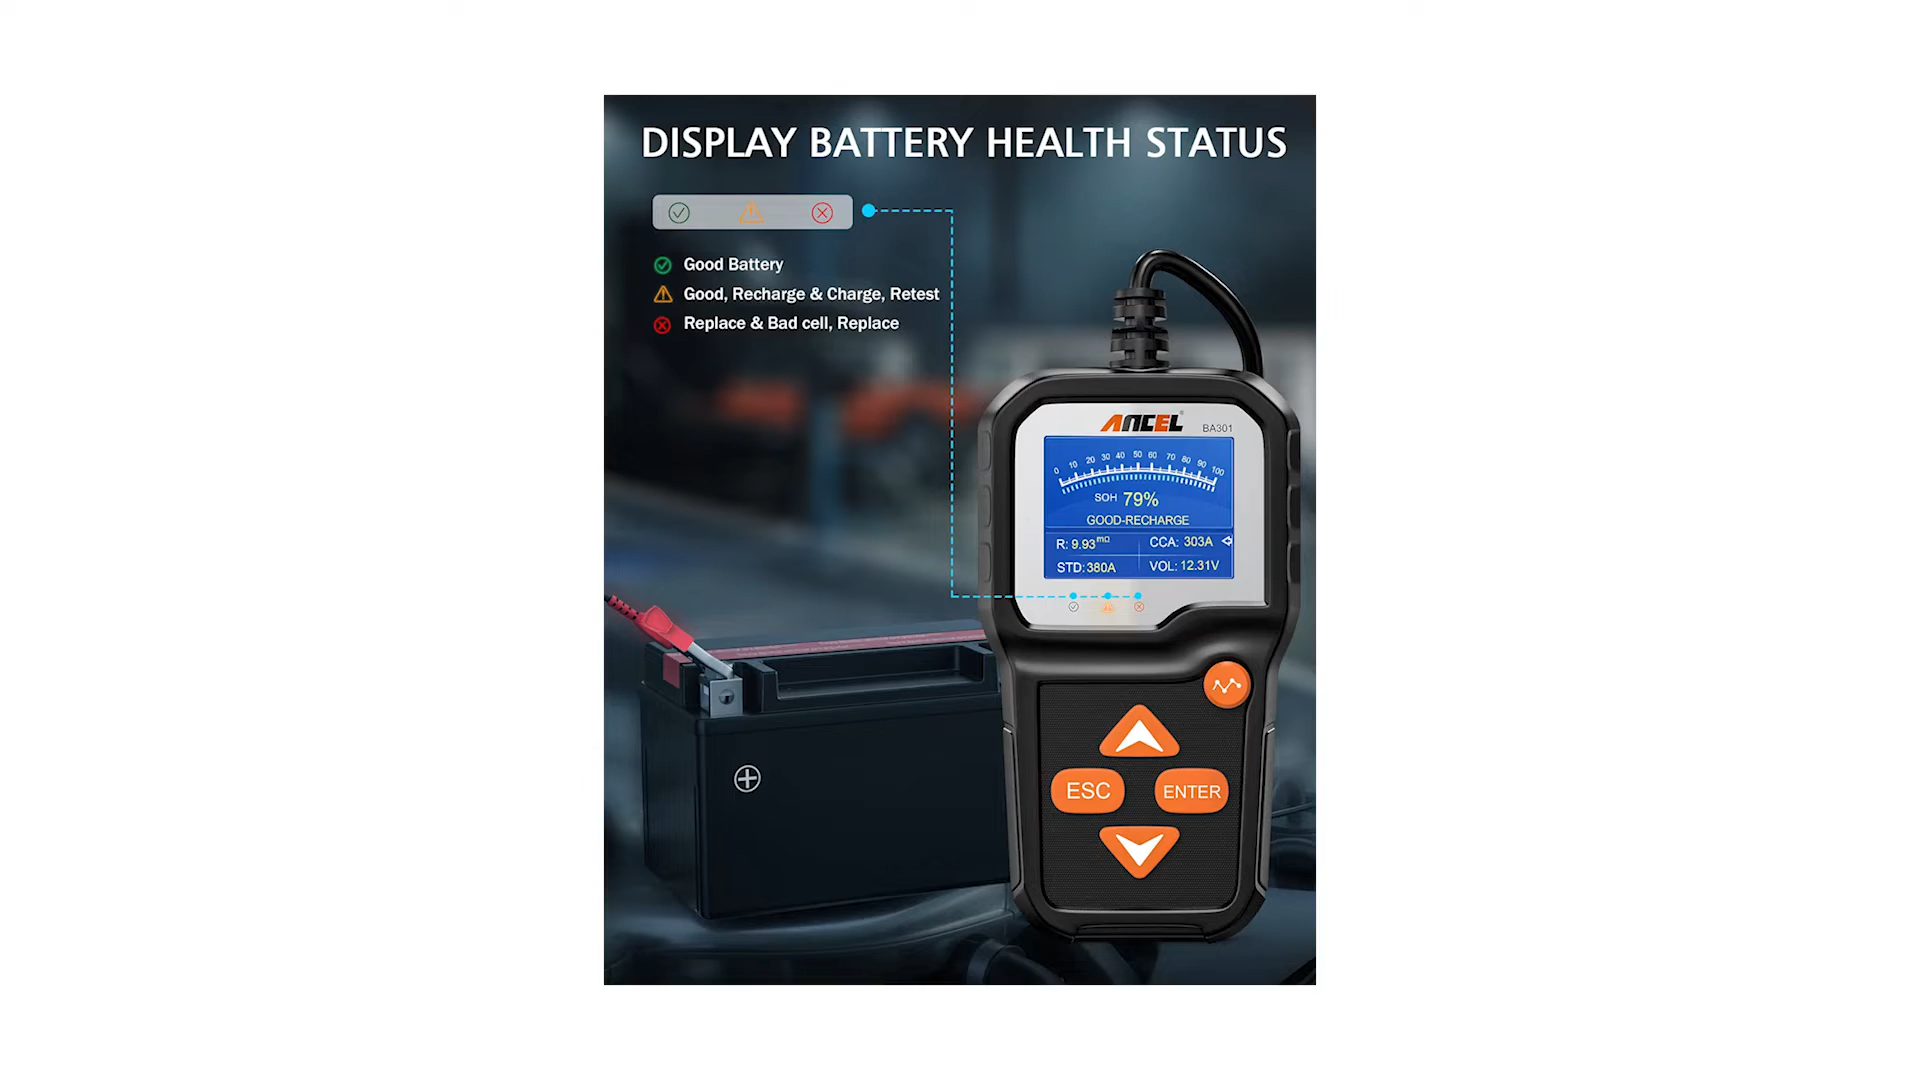 DISPLAY BATTERY HEALTH STATUS
Good Battery
Good, Recharge & Charge, Retest
Replace & Bad cell, Replace
ANCEL
BA301
0 10 20 30 40 50 60 70 80 90 100
SOH 79%
GOOD-RECHARGE
R: 9.93mΩ CCA: 303A
STD: 380A VOL: 12.31V
ESC ENTER